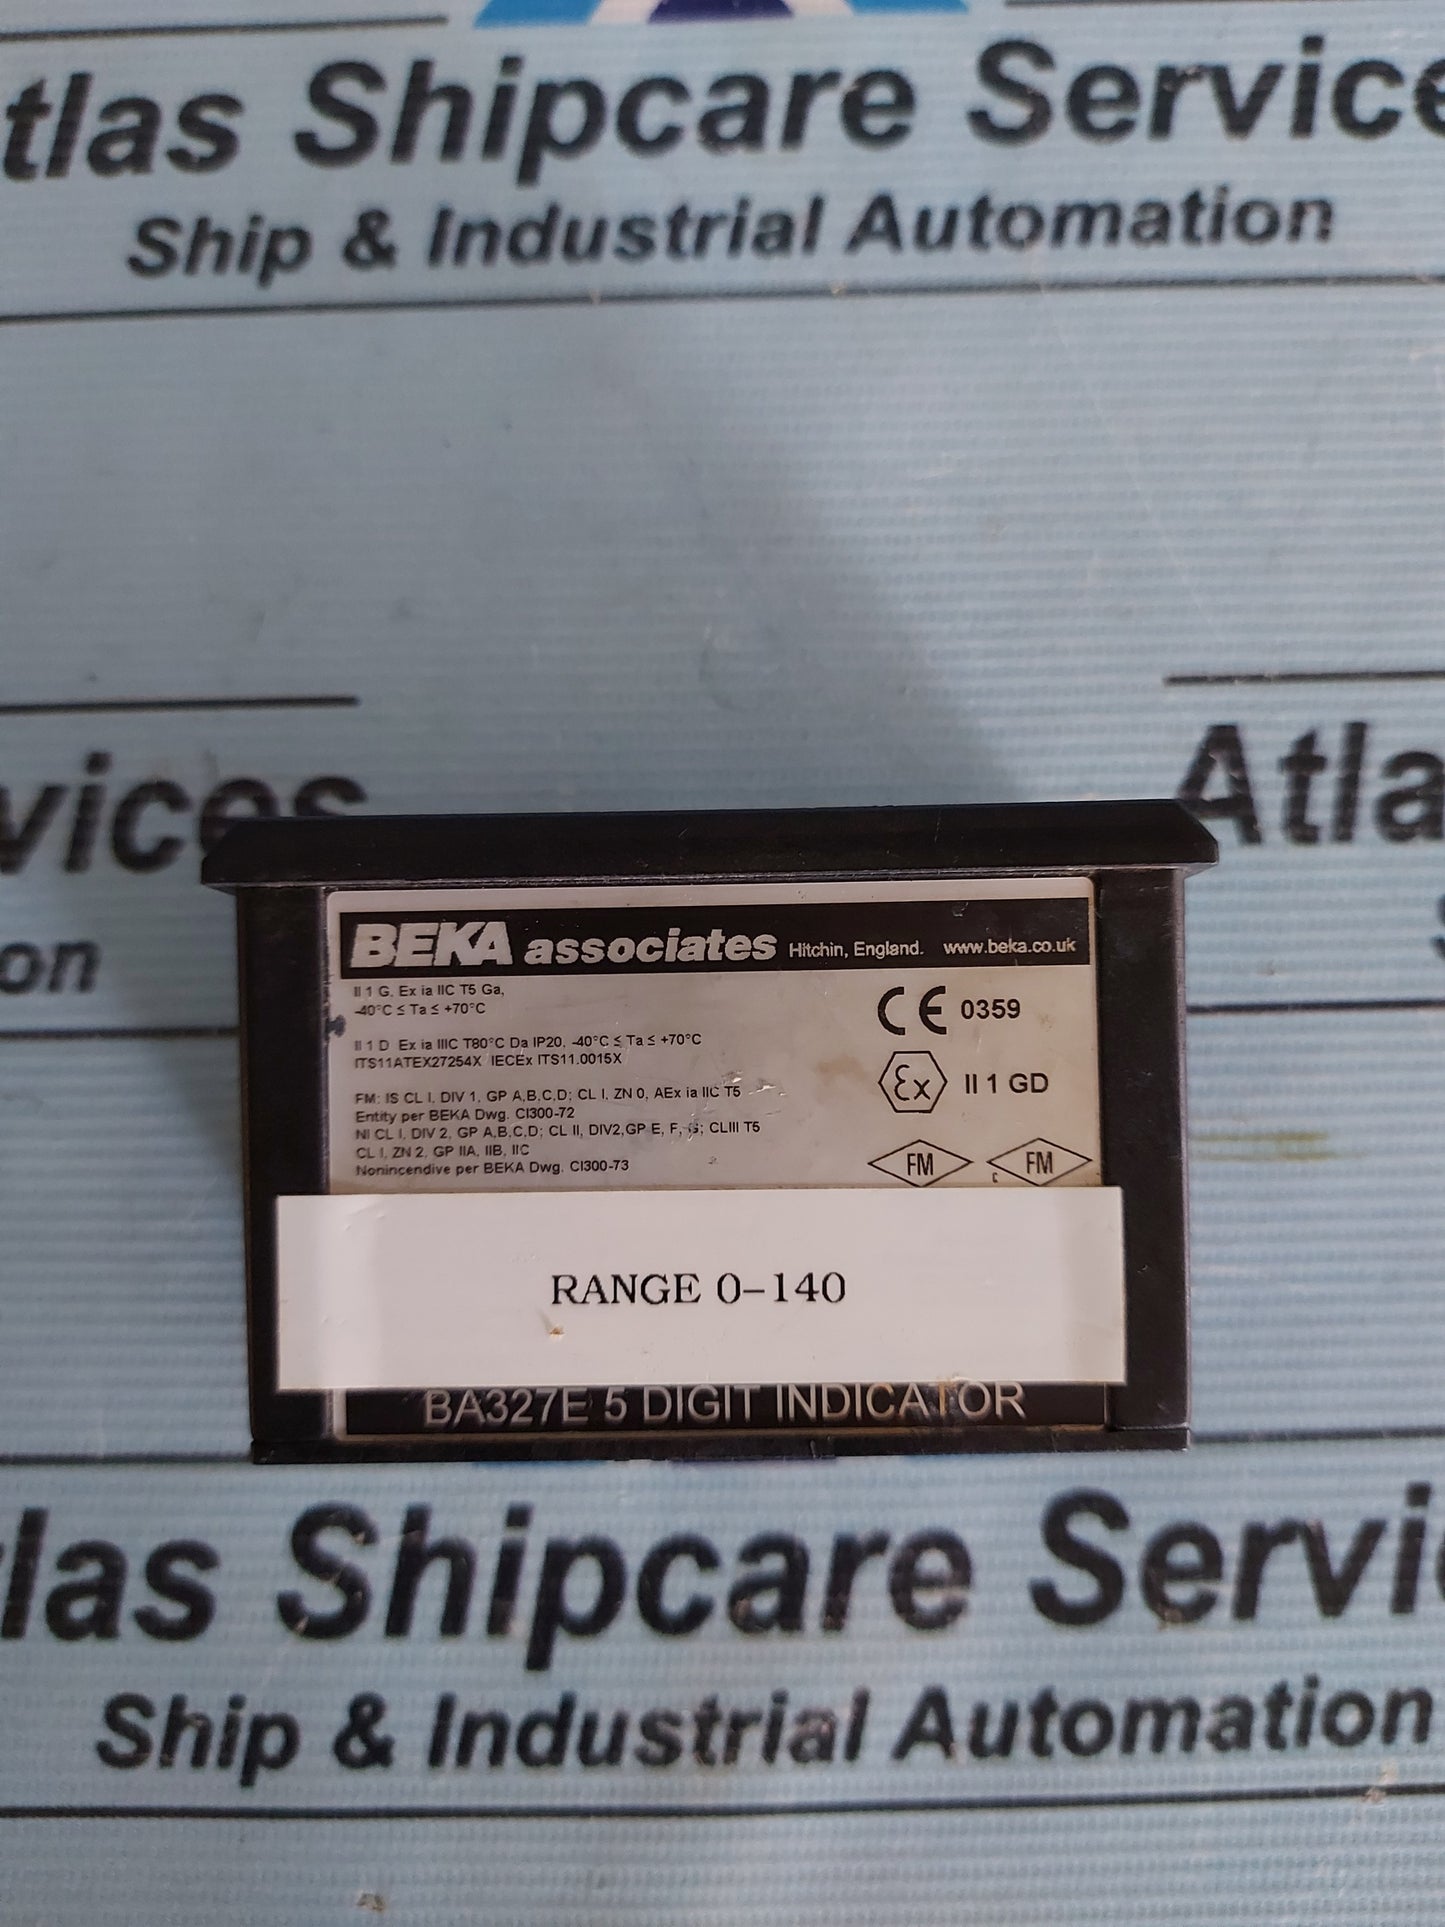 tlas Shipcare Service
Ship & Industrial Automation
vices
Atla
on
BEKA associates Hitchin, England. www.beka.co.uk
II 1 G, Ex ia IIC T5 Ga,
-40°C ≤ Ta ≤ +70°C
II 1 D Ex ia IIIC T80°C Da IP20, -40°C ≤ Ta ≤ +70°C
ITS11ATEX27254X IECEx ITS11.0015X
FM: IS CL I, DIV 1, GP A,B,C,D; CL I, ZN 0, AEx ia IIC T5
Entity per BEKA Dwg. CI300-72
NI CL I, DIV 2, GP A,B,C,D; CL II, DIV2,GP E, F, G; CLIII T5
CL I, ZN 2, GP IIA, IIB, IIC
Nonincendive per BEKA Dwg. CI300-73
CE 0359
Ex II 1 GD
FM c FM
RANGE 0-140
BA327E 5 DIGIT INDICATOR
las Shipcare Servi
Ship & Industrial Automation